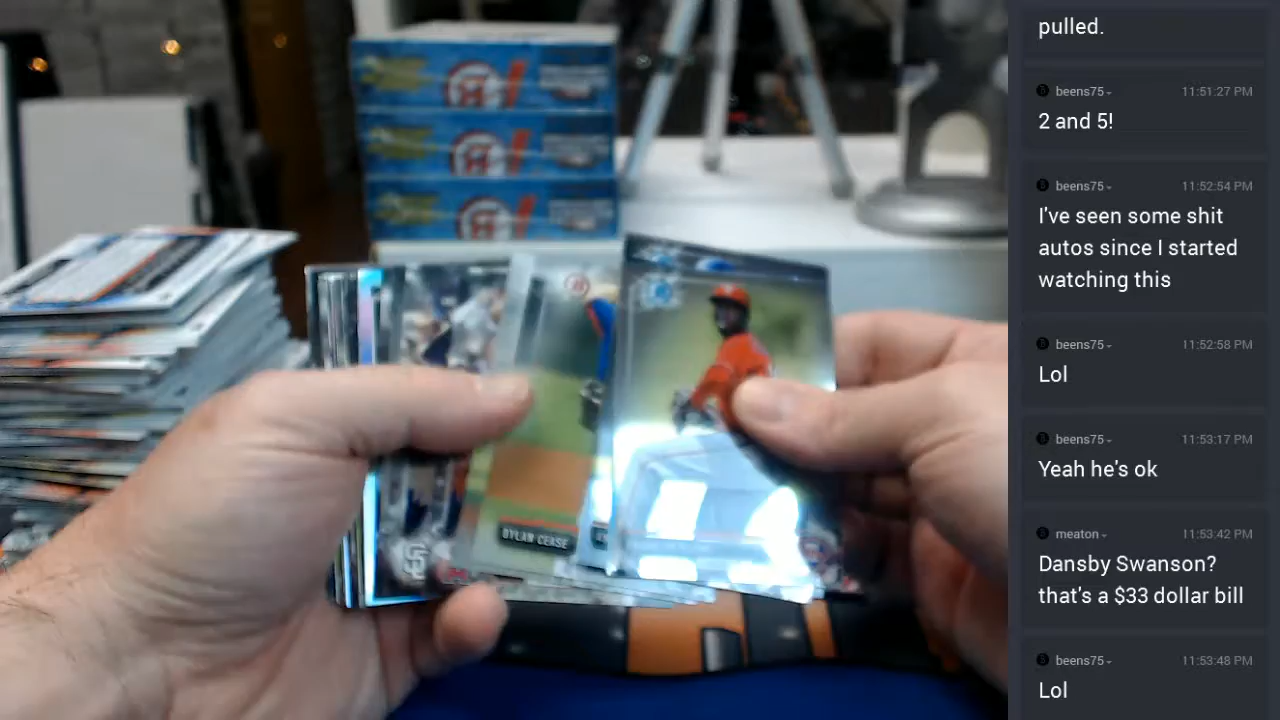 pulled.
beens75
11:51:27 PM
2 and 5!
beens75
11:52:54 PM
I've seen some shit
autos since I started
watching this
beens75
11:52:58 PM
Lol
beens75
11:53:17 PM
Yeah he's ok
meaton
11:53:42 PM
Dansby Swanson?
that's a $33 dollar bill
beens75
11:53:48 PM
Lol
DYLAN CEASE